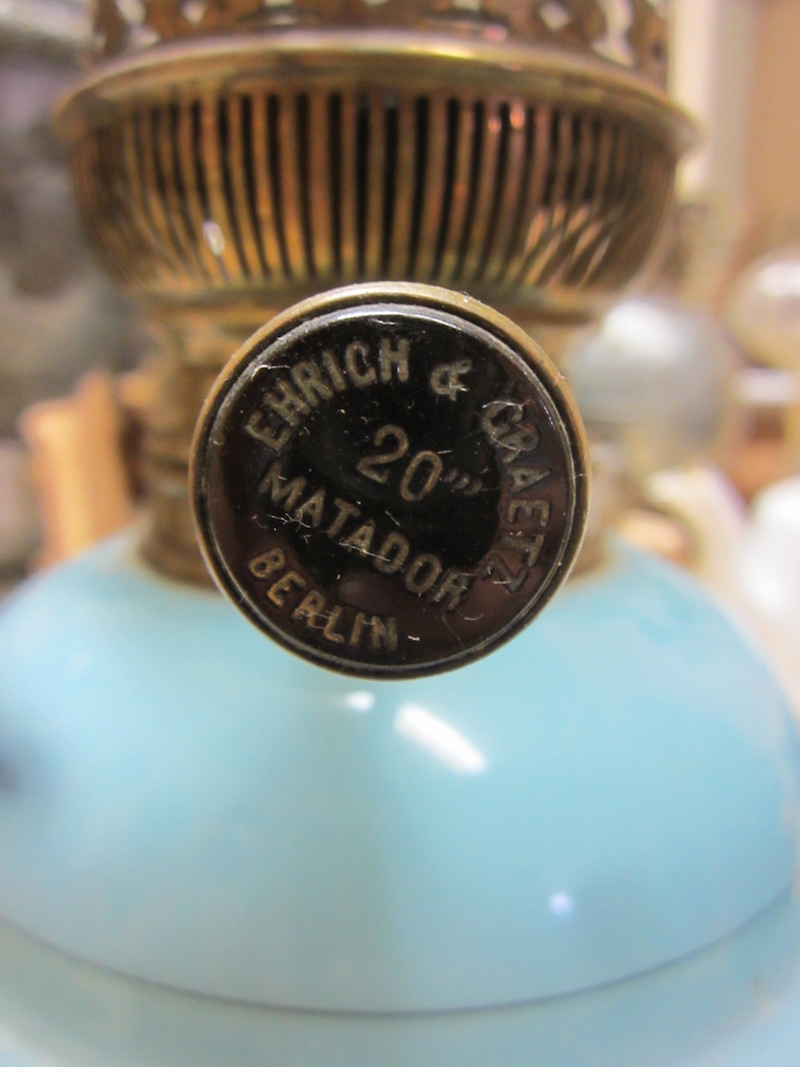 EHRICH & GRAETZ
20'''
MATADOR
BERLIN